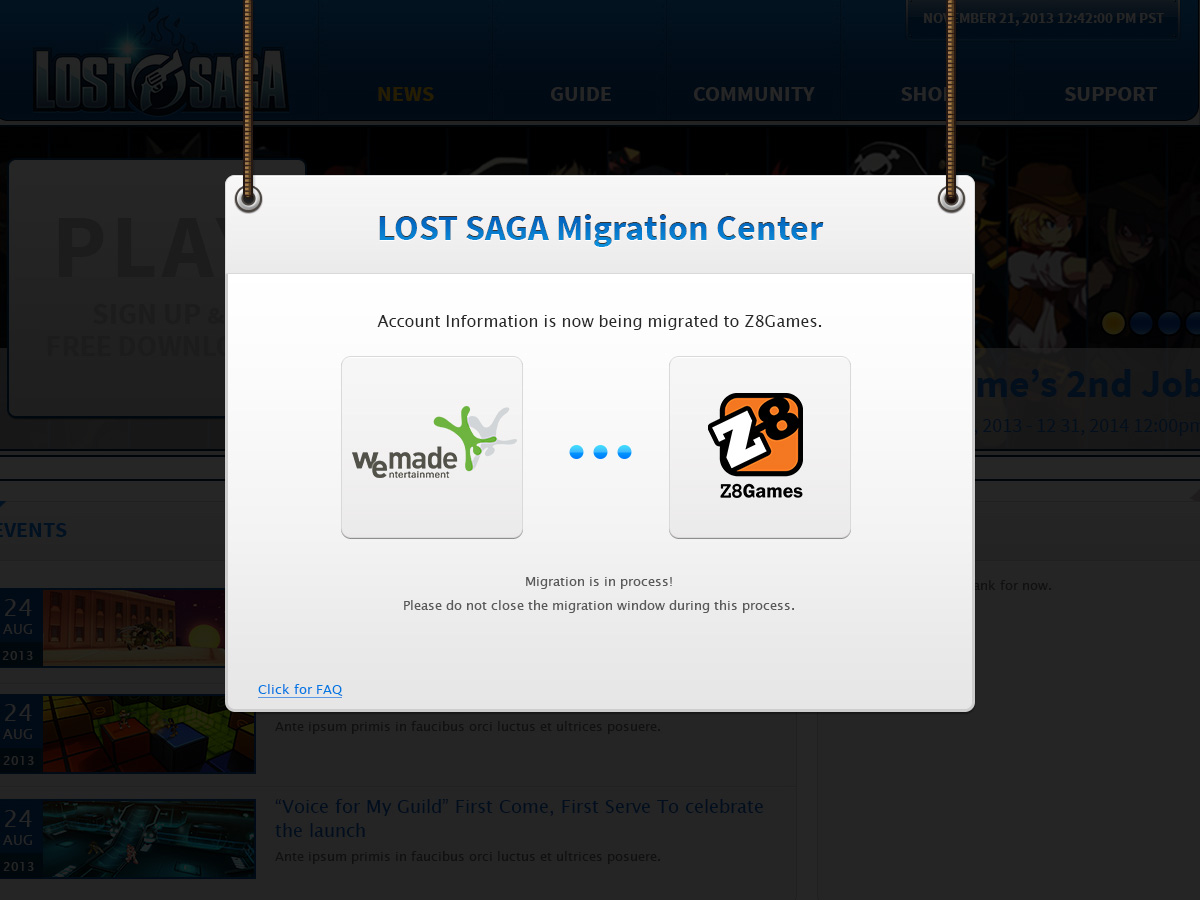 NOVEMBER 21, 2013 12:42:00 PM PST
LOST SAGA
NEWS
GUIDE
COMMUNITY
SHOP
SUPPORT
LOST SAGA Migration Center
PLAY
SIGN UP &
Account Information is now being migrated to Z8Games.
me's 2nd Job
2013 - 12 31, 2014 12:00pm
wemade
entertainment
Z8
Z8Games
EVENTS
Migration is in process!
Please do not close the migration window during this process.
for now.
24
AUG
2013
Click for FAQ
24
AUG
2013
Ante ipsum primis in faucibus orci luctus et ultrices posuere.
24
AUG
2013
“Voice for My Guild” First Come, First Serve To celebrate
the launch
Ante ipsum primis in faucibus orci luctus et ultrices posuere.